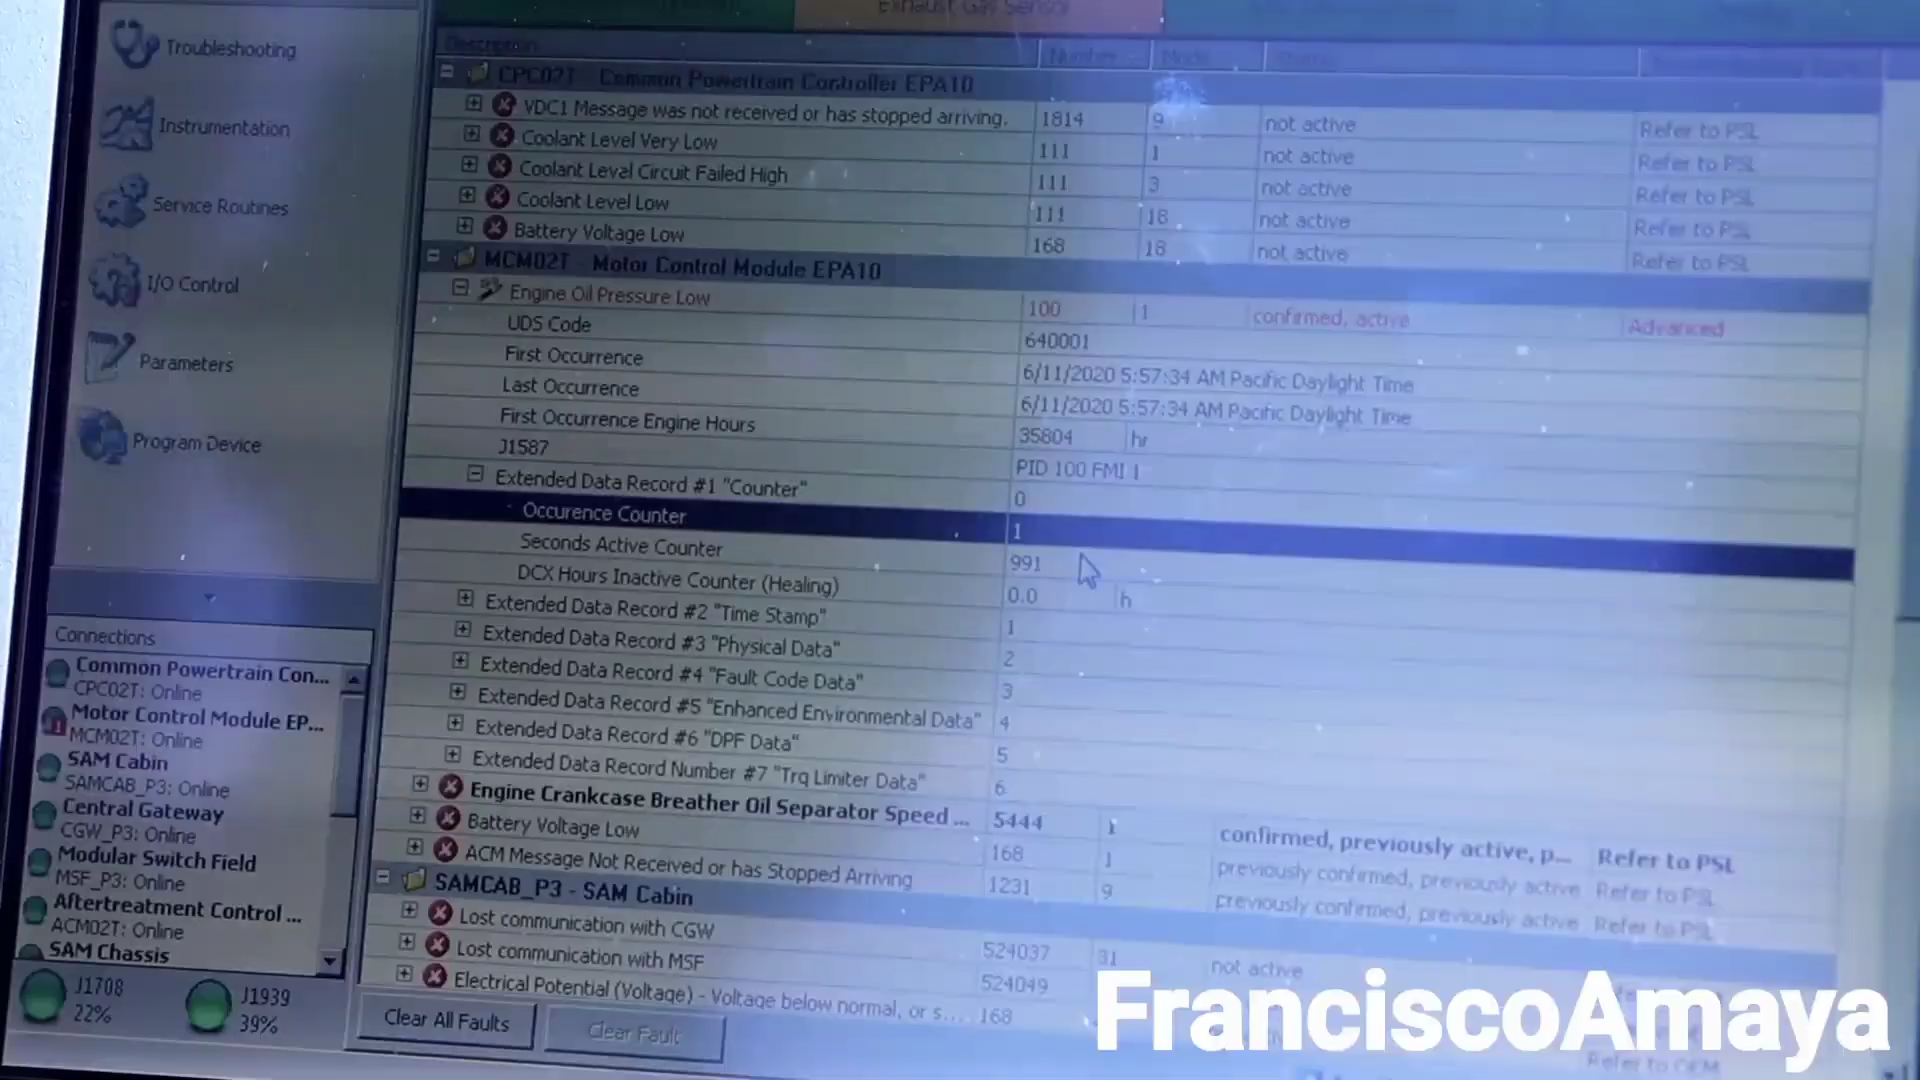 Troubleshooting
Instrumentation
Service Routines
I/O Control
Parameters
Program Device
Connections
Common Powertrain Con...
CPC02T: Online
Motor Control Module EP...
MCM02T: Online
SAM Cabin
SAMCAB_P3: Online
Central Gateway
CGW_P3: Online
Modular Switch Field
MSF_P3: Online
Aftertreatment Control ...
ACM02T: Online
SAM Chassis
J1708
22%
J1939
39%
Exhaust Gas Sensor
Description Number Mode Status
CPC02T - Common Powertrain Controller EPA10
VDC1 Message was not received or has stopped arriving. 1814 9 not active Refer to PSL
Coolant Level Very Low 111 1 not active Refer to PSL
Coolant Level Circuit Failed High 111 3 not active Refer to PSL
Coolant Level Low 111 18 not active Refer to PSL
Battery Voltage Low 168 18 not active Refer to PSL
MCM02T - Motor Control Module EPA10
Engine Oil Pressure Low 100 1 confirmed, active Advanced
UDS Code 640001
First Occurrence 6/11/2020 5:57:34 AM Pacific Daylight Time
Last Occurrence 6/11/2020 5:57:34 AM Pacific Daylight Time
First Occurrence Engine Hours 35804 hr
J1587 PID 100 FMI 1
Extended Data Record #1 "Counter" 0
Occurence Counter 1
Seconds Active Counter 991
DCX Hours Inactive Counter (Healing) 0.0 h
Extended Data Record #2 "Time Stamp" 1
Extended Data Record #3 "Physical Data" 2
Extended Data Record #4 "Fault Code Data" 3
Extended Data Record #5 "Enhanced Environmental Data" 4
Extended Data Record #6 "DPF Data" 5
Extended Data Record Number #7 "Trq Limiter Data" 6
Engine Crankcase Breather Oil Separator Speed ... 5444 1 confirmed, previously active, p... Refer to PSL
Battery Voltage Low 168 1 previously confirmed, previously active Refer to PSL
ACM Message Not Received or has Stopped Arriving 1231 9 previously confirmed, previously active Refer to PSL
SAMCAB_P3 - SAM Cabin
Lost communication with CGW 524037 31 not active
Lost communication with MSF 524049
Electrical Potential (Voltage) - Voltage below normal, or s.... 168
Clear All Faults
Clear Fault
FranciscoAmaya